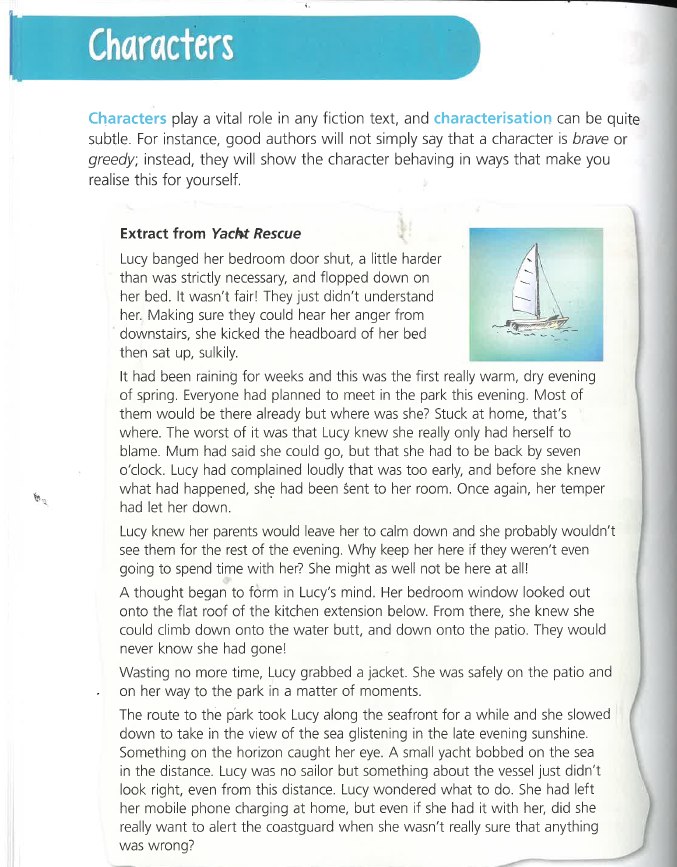 Characters
Characters play a vital role in any fiction text, and characterisation can be quite
subtle. For instance, good authors will not simply say that a character is brave or
greedy; instead, they will show the character behaving in ways that make you
realise this for yourself.
Extract from Yacht Rescue
Lucy banged her bedroom door shut, a little harder
than was strictly necessary, and flopped down on
her bed. It wasn't fair! They just didn't understand
her. Making sure they could hear her anger from
downstairs, she kicked the headboard of her bed
then sat up, sulkily.
It had been raining for weeks and this was the first really warm, dry evening
of spring. Everyone had planned to meet in the park this evening. Most of
them would be there already but where was she? Stuck at home, that's
where. The worst of it was that Lucy knew she really only had herself to
blame. Mum had said she could go, but that she had to be back by seven
o'clock. Lucy had complained loudly that was too early, and before she knew
what had happened, she had been sent to her room. Once again, her temper
had let her down.
Lucy knew her parents would leave her to calm down and she probably wouldn't
see them for the rest of the evening. Why keep her here if they weren't even
going to spend time with her? She might as well not be here at all!
A thought began to form in Lucy's mind. Her bedroom window looked out
onto the flat roof of the kitchen extension below. From there, she knew she
could climb down onto the water butt, and down onto the patio. They would
never know she had gone!
Wasting no more time, Lucy grabbed a jacket. She was safely on the patio and
on her way to the park in a matter of moments.
The route to the park took Lucy along the seafront for a while and she slowed
down to take in the view of the sea glistening in the late evening sunshine.
Something on the horizon caught her eye. A small yacht bobbed on the sea
in the distance. Lucy was no sailor but something about the vessel just didn't
look right, even from this distance. Lucy wondered what to do. She had left
her mobile phone charging at home, but even if she had it with her, did she
really want to alert the coastguard when she wasn't really sure that anything
was wrong?